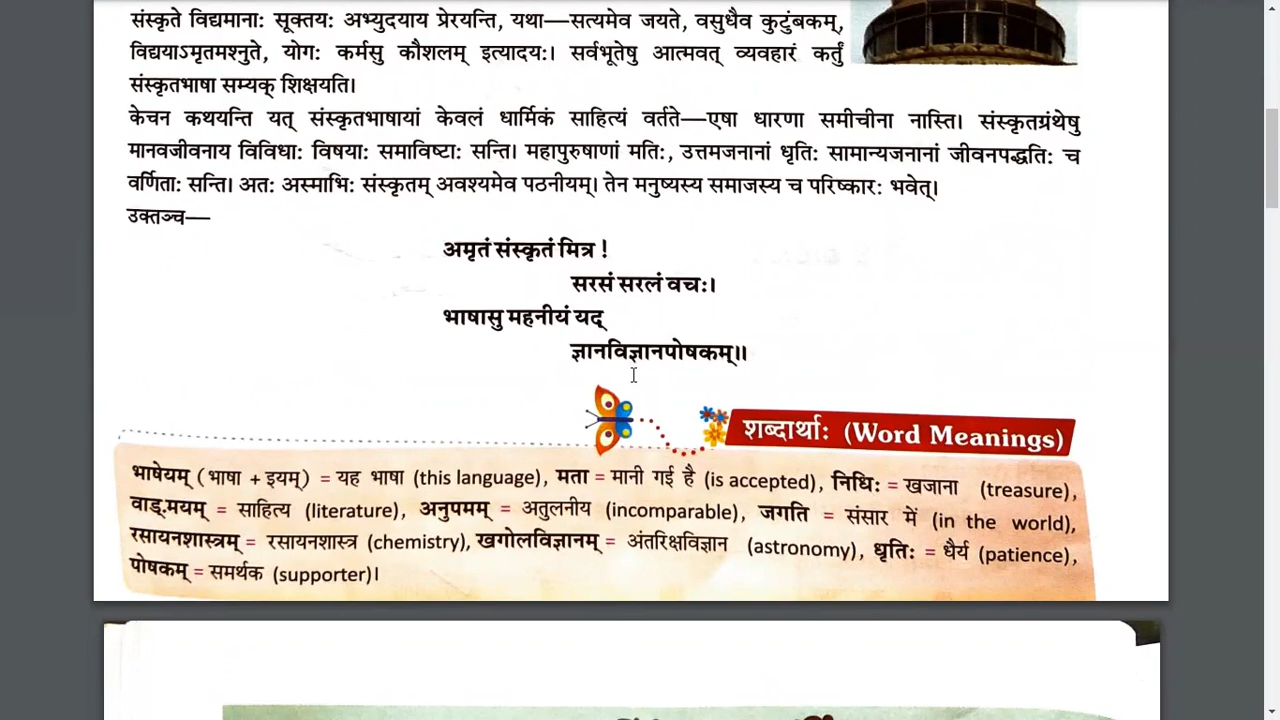 संस्कृते विद्यमानाः सूक्तयः अभ्युदयाय प्रेरयन्ति, यथा—सत्यमेव जयते, वसुधैव कुटुंबकम्,
विद्ययाऽमृतमश्नुते, योगः कर्मसु कौशलम् इत्यादयः। सर्वभूतेषु आत्मवत् व्यवहारं कर्तुं
संस्कृतभाषा सम्यक् शिक्षयति।
केचन कथयन्ति यत् संस्कृतभाषायां केवलं धार्मिकं साहित्यं वर्तते—एषा धारणा समीचीना नास्ति। संस्कृतग्रंथेषु
मानवजीवनाय विविधाः विषयाः समाविष्टाः सन्ति। महापुरुषाणां मतिः, उत्तमजनानां धृतिः सामान्यजनानां जीवनपद्धतिः च
वर्णिताः सन्ति। अतः अस्माभिः संस्कृतम् अवश्यमेव पठनीयम्। तेन मनुष्यस्य समाजस्य च परिष्कारः भवेत्।
उक्तञ्च—
अमृतं संस्कृतं मित्र !
सरसं सरलं वचः।
भाषासु महनीयं यद्
ज्ञानविज्ञानपोषकम्॥
शब्दार्थाः (Word Meanings)
भाषेयम् (भाषा + इयम्) = यह भाषा (this language), मता = मानी गई है (is accepted), निधिः = खजाना (treasure),
वाड्.मयम् = साहित्य (literature), अनुपमम् = अतुलनीय (incomparable), जगति = संसार में (in the world),
रसायनशास्त्रम् = रसायनशास्त्र (chemistry), खगोलविज्ञानम् = अंतरिक्षविज्ञान (astronomy), धृतिः = धैर्य (patience),
पोषकम् = समर्थक (supporter)।